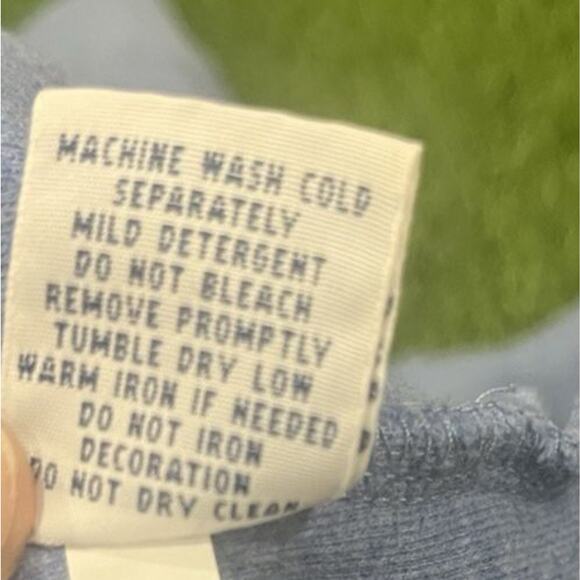 MACHINE WASH COLD
SEPARATELY
MILD DETERGENT
DO NOT BLEACH
REMOVE PROMPTLY
TUMBLE DRY LOW
WARM IRON IF NEEDED
DO NOT IRON
DECORATION
DO NOT DRY CLEAN